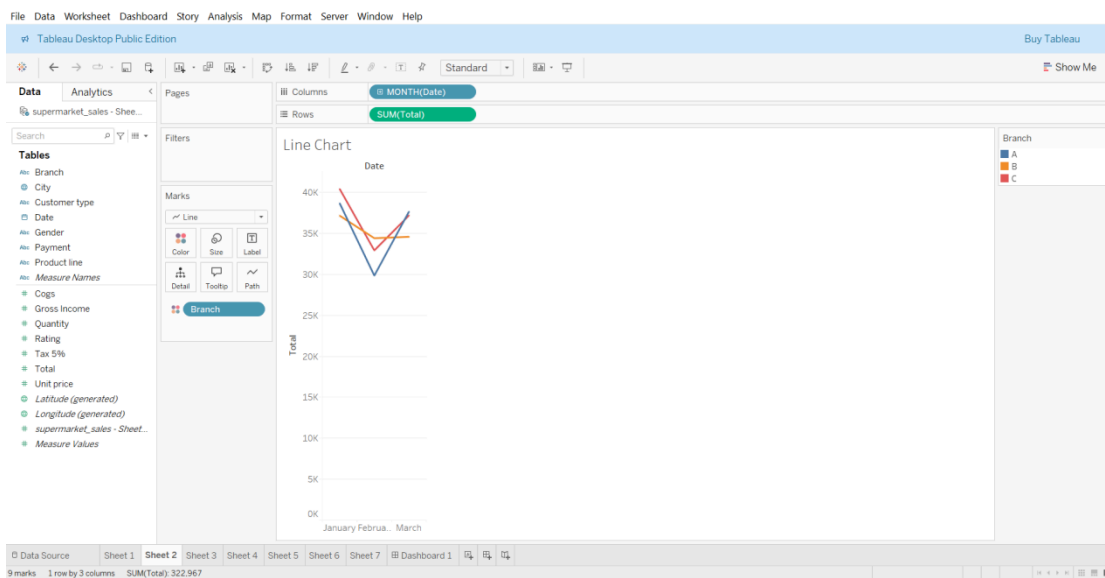 File Data Worksheet Dashboard Story Analysis Map Format Server Window Help
Tableau Desktop Public Edition Buy Tableau
Standard Show Me
Data Analytics
supermarket_sales - Shee...
Search
Tables
Abc Branch
City
Abc Customer type
Date
Abc Gender
Abc Payment
Abc Product line
Abc Measure Names
# Cogs
# Gross Income
# Quantity
# Rating
# Tax 5%
# Total
# Unit price
Latitude (generated)
Longitude (generated)
# supermarket_sales - Sheet...
# Measure Values
Pages
Filters
Marks
Line
Color Size Label
Detail Tooltip Path
Branch
Columns MONTH(Date)
Rows SUM(Total)
Line Chart
Date
Total
40K
35K
30K
25K
20K
15K
10K
5K
0K
January Februa.. March
Branch
A
B
C
Data Source Sheet 1 Sheet 2 Sheet 3 Sheet 4 Sheet 5 Sheet 6 Sheet 7 Dashboard 1
9 marks 1 row by 3 columns SUM(Total): 322,967